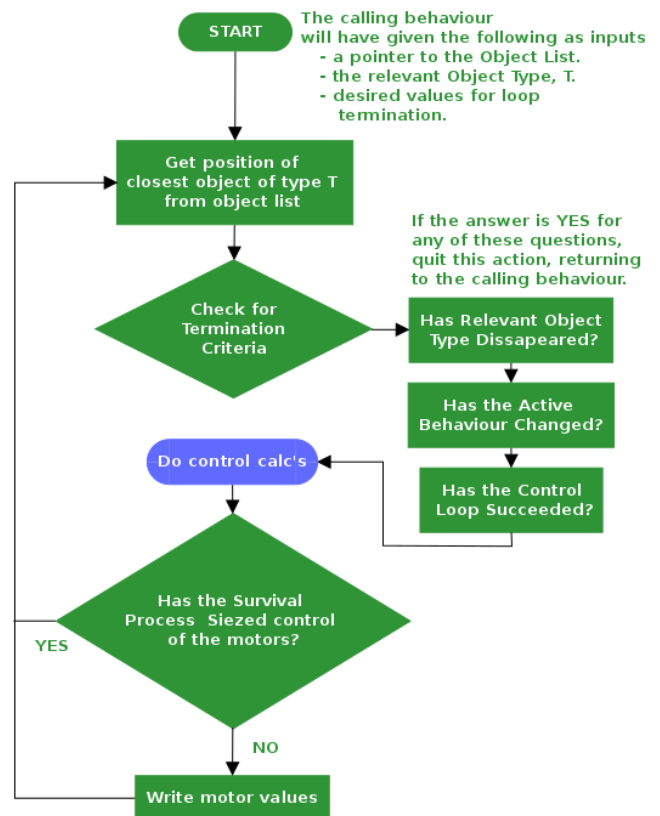 START
The calling behaviour
will have given the following as inputs
- a pointer to the Object List.
- the relevant Object Type, T.
- desired values for loop
termination.
Get position of
closest object of type T
from object list
If the answer is YES for
any of these questions,
quit this action, returning
to the calling behaviour.
Check for
Termination
Criteria
Has Relevant Object
Type Dissapeared?
Has the Active
Behaviour Changed?
Has the Control
Loop Succeeded?
Do control calc's
Has the Survival
Process Siezed control
of the motors?
YES
NO
Write motor values